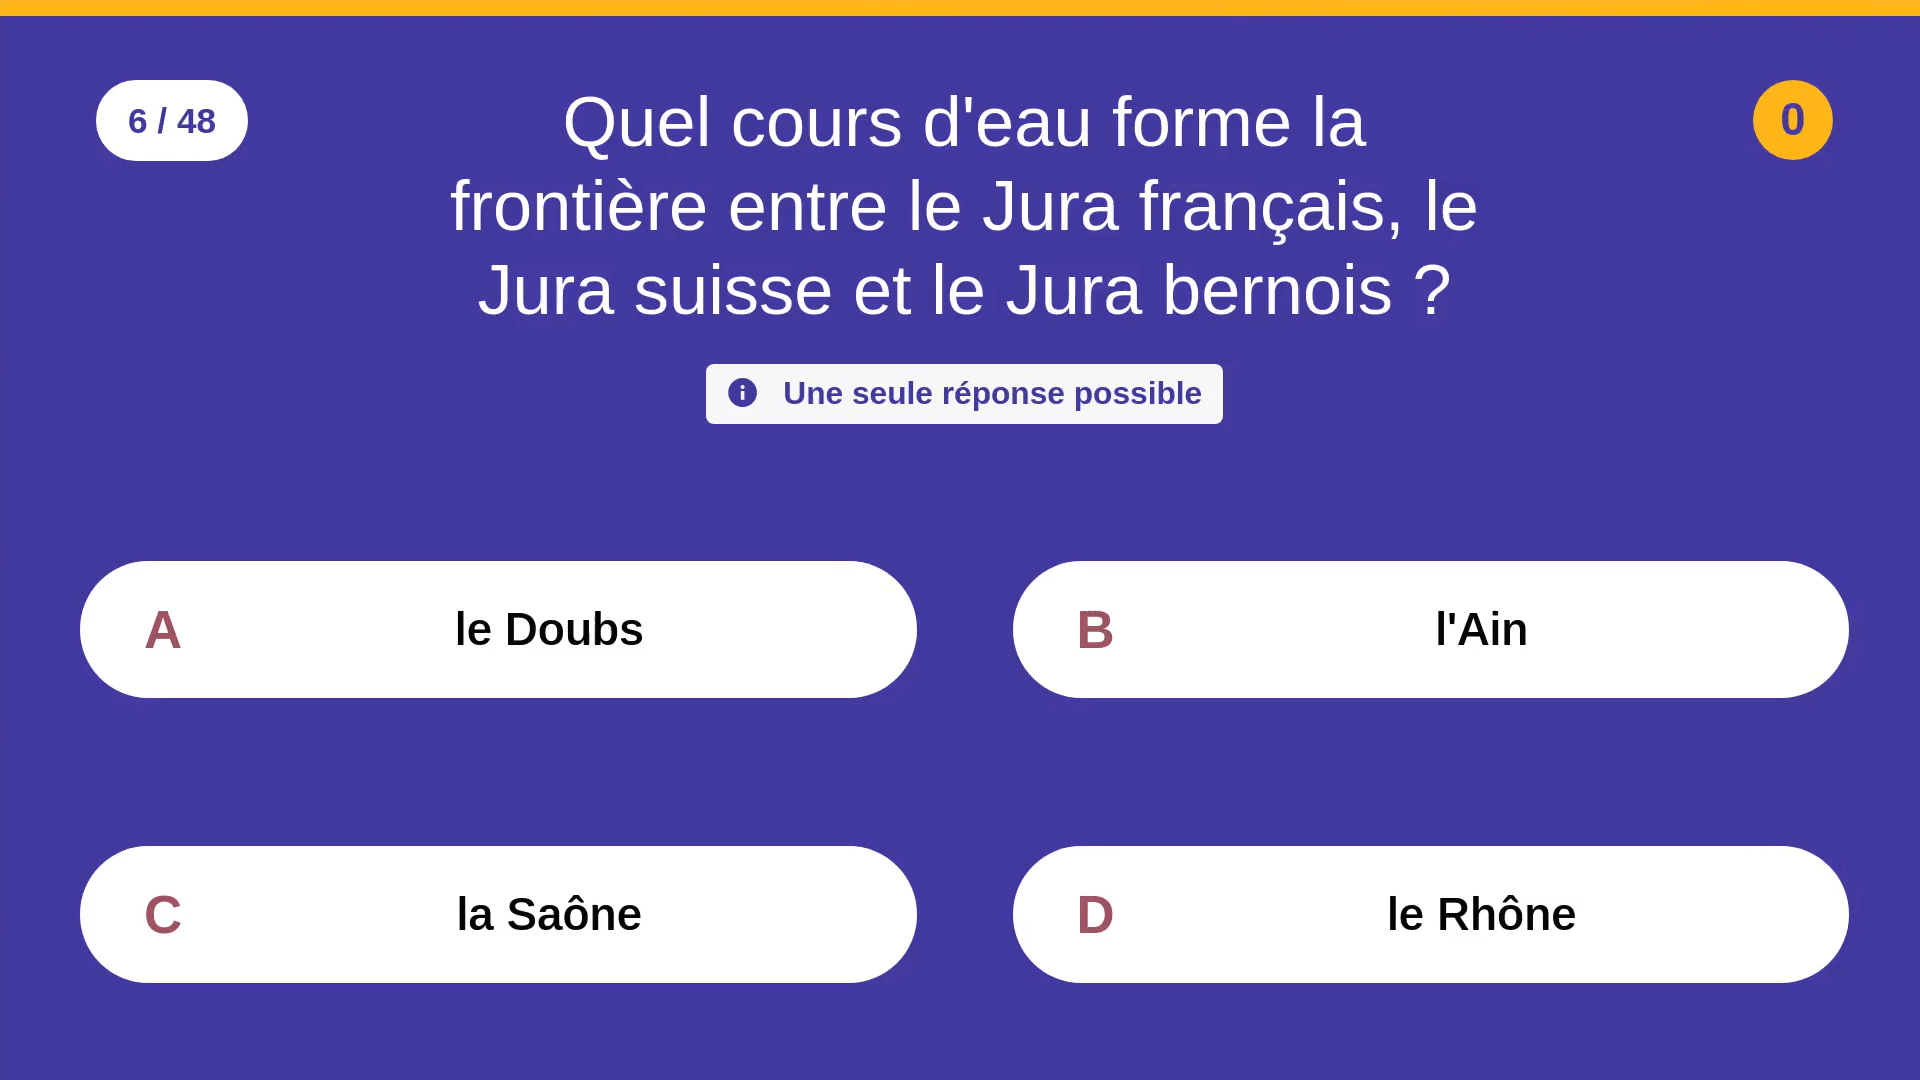 6 / 48
Quel cours d'eau forme la
frontière entre le Jura français, le
Jura suisse et le Jura bernois ?
0
Une seule réponse possible
A le Doubs
B l'Ain
C la Saône
D le Rhône